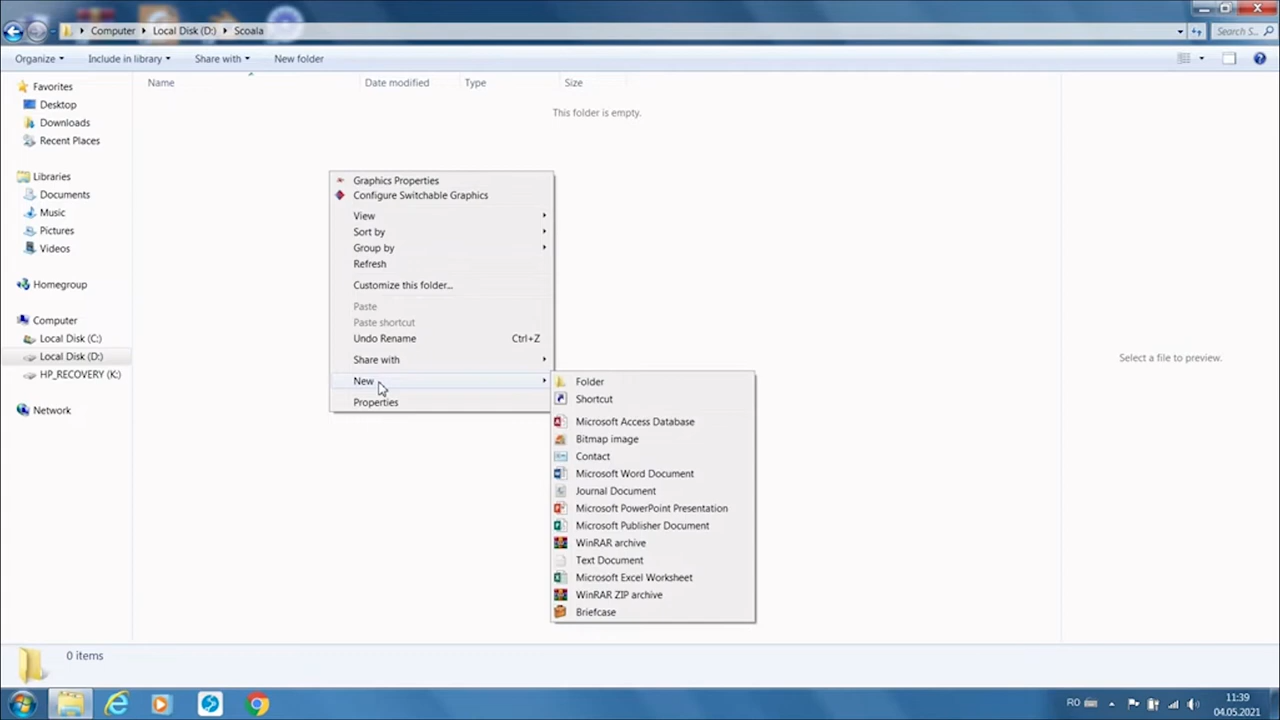 Computer Local Disk (D:) Scoala
Search S...
Organize Include in library Share with New folder
Favorites
Desktop
Downloads
Recent Places
Libraries
Documents
Music
Pictures
Videos
Homegroup
Computer
Local Disk (C:)
Local Disk (D:)
HP_RECOVERY (K:)
Network
Name Date modified Type Size
This folder is empty.
Graphics Properties
Configure Switchable Graphics
View
Sort by
Group by
Refresh
Customize this folder...
Paste
Paste shortcut
Undo Rename Ctrl+Z
Share with
New
Properties
Folder
Shortcut
Microsoft Access Database
Bitmap image
Contact
Microsoft Word Document
Journal Document
Microsoft PowerPoint Presentation
Microsoft Publisher Document
WinRAR archive
Text Document
Microsoft Excel Worksheet
WinRAR ZIP archive
Briefcase
Select a file to preview.
0 items
RO
11:39
04.05.2021